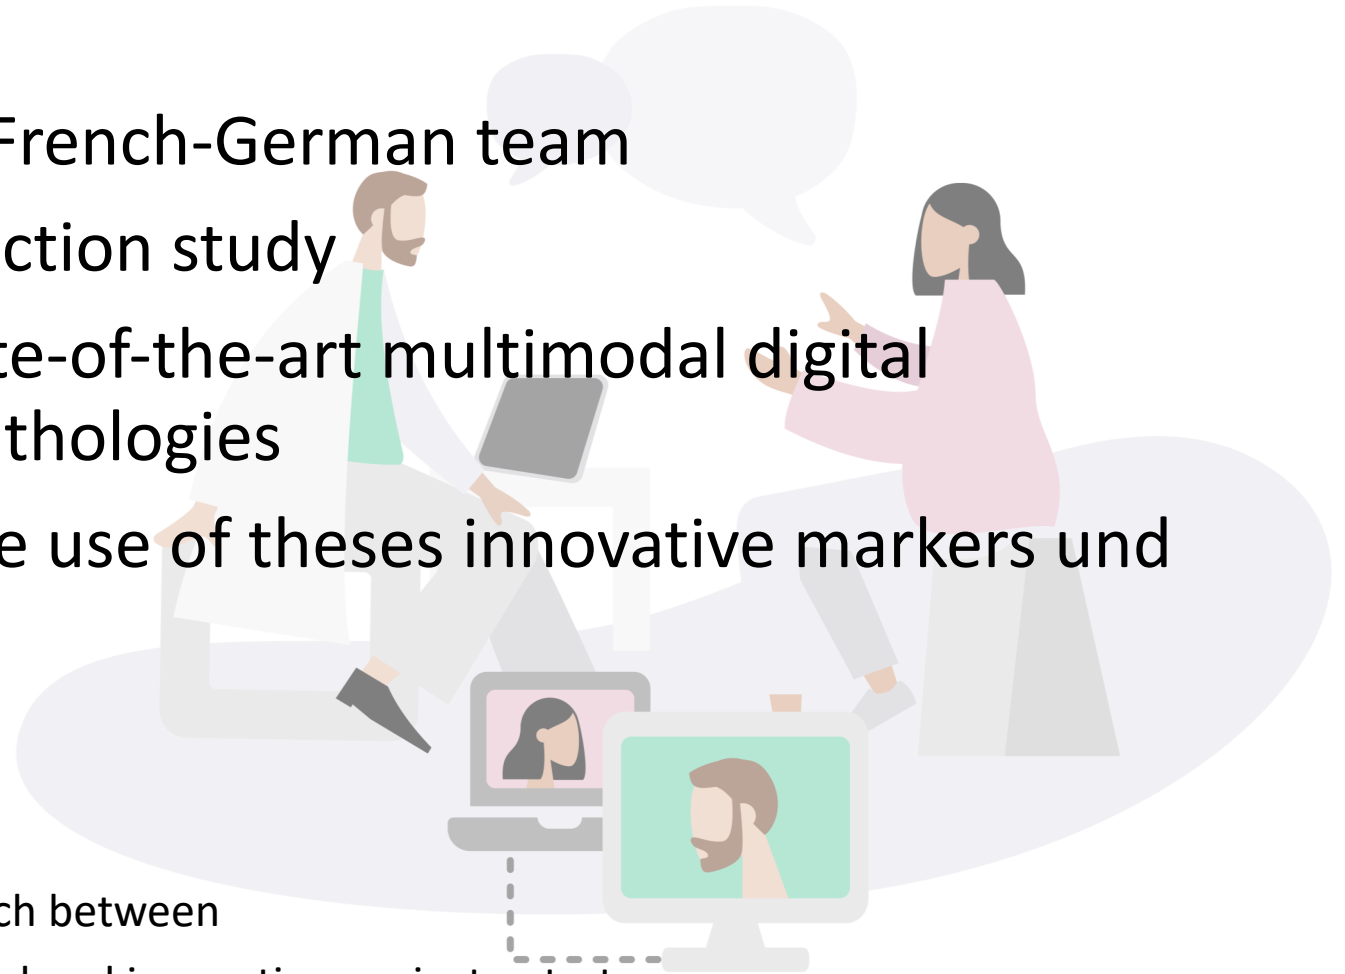 French-German team
ction study
te-of-the-art multimodal digital
thologies
e use of theses innovative markers und
ch between